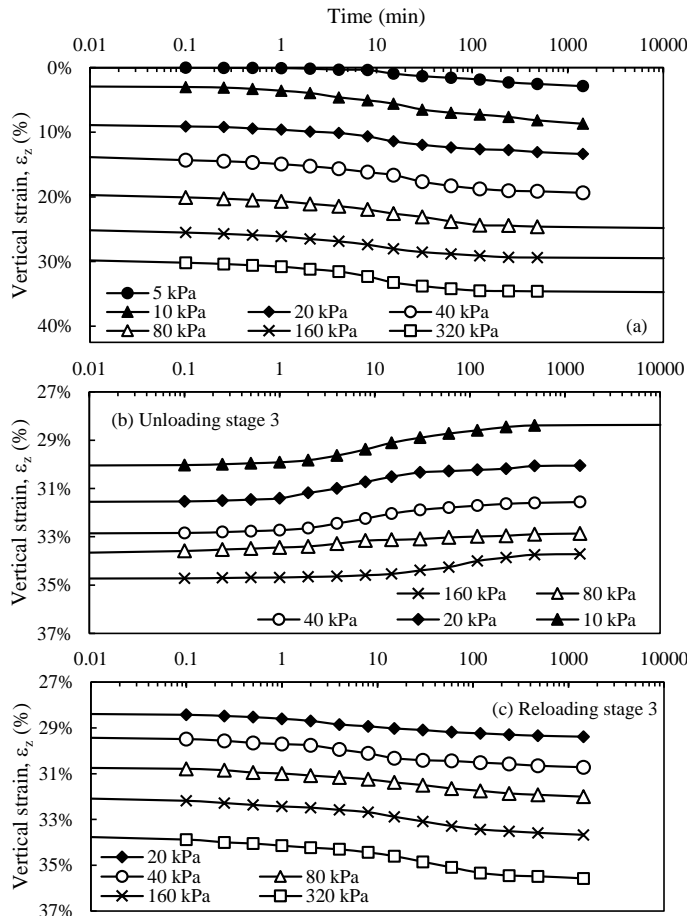 Time (min)
0.01 0.1 1 10 100 1000 10000
0%
10%
20%
30%
40%
Vertical strain, ε_z (%)
5 kPa
10 kPa 20 kPa 40 kPa
80 kPa 160 kPa 320 kPa
(a)
0.01 0.1 1 10 100 1000 10000
27%
29%
31%
33%
35%
37%
Vertical strain, ε_z (%)
(b) Unloading stage 3
160 kPa 80 kPa
40 kPa 20 kPa 10 kPa
0.01 0.1 1 10 100 1000 10000
27%
29%
31%
33%
35%
37%
Vertical strain, ε_z (%)
(c) Reloading stage 3
20 kPa
40 kPa 80 kPa
160 kPa 320 kPa